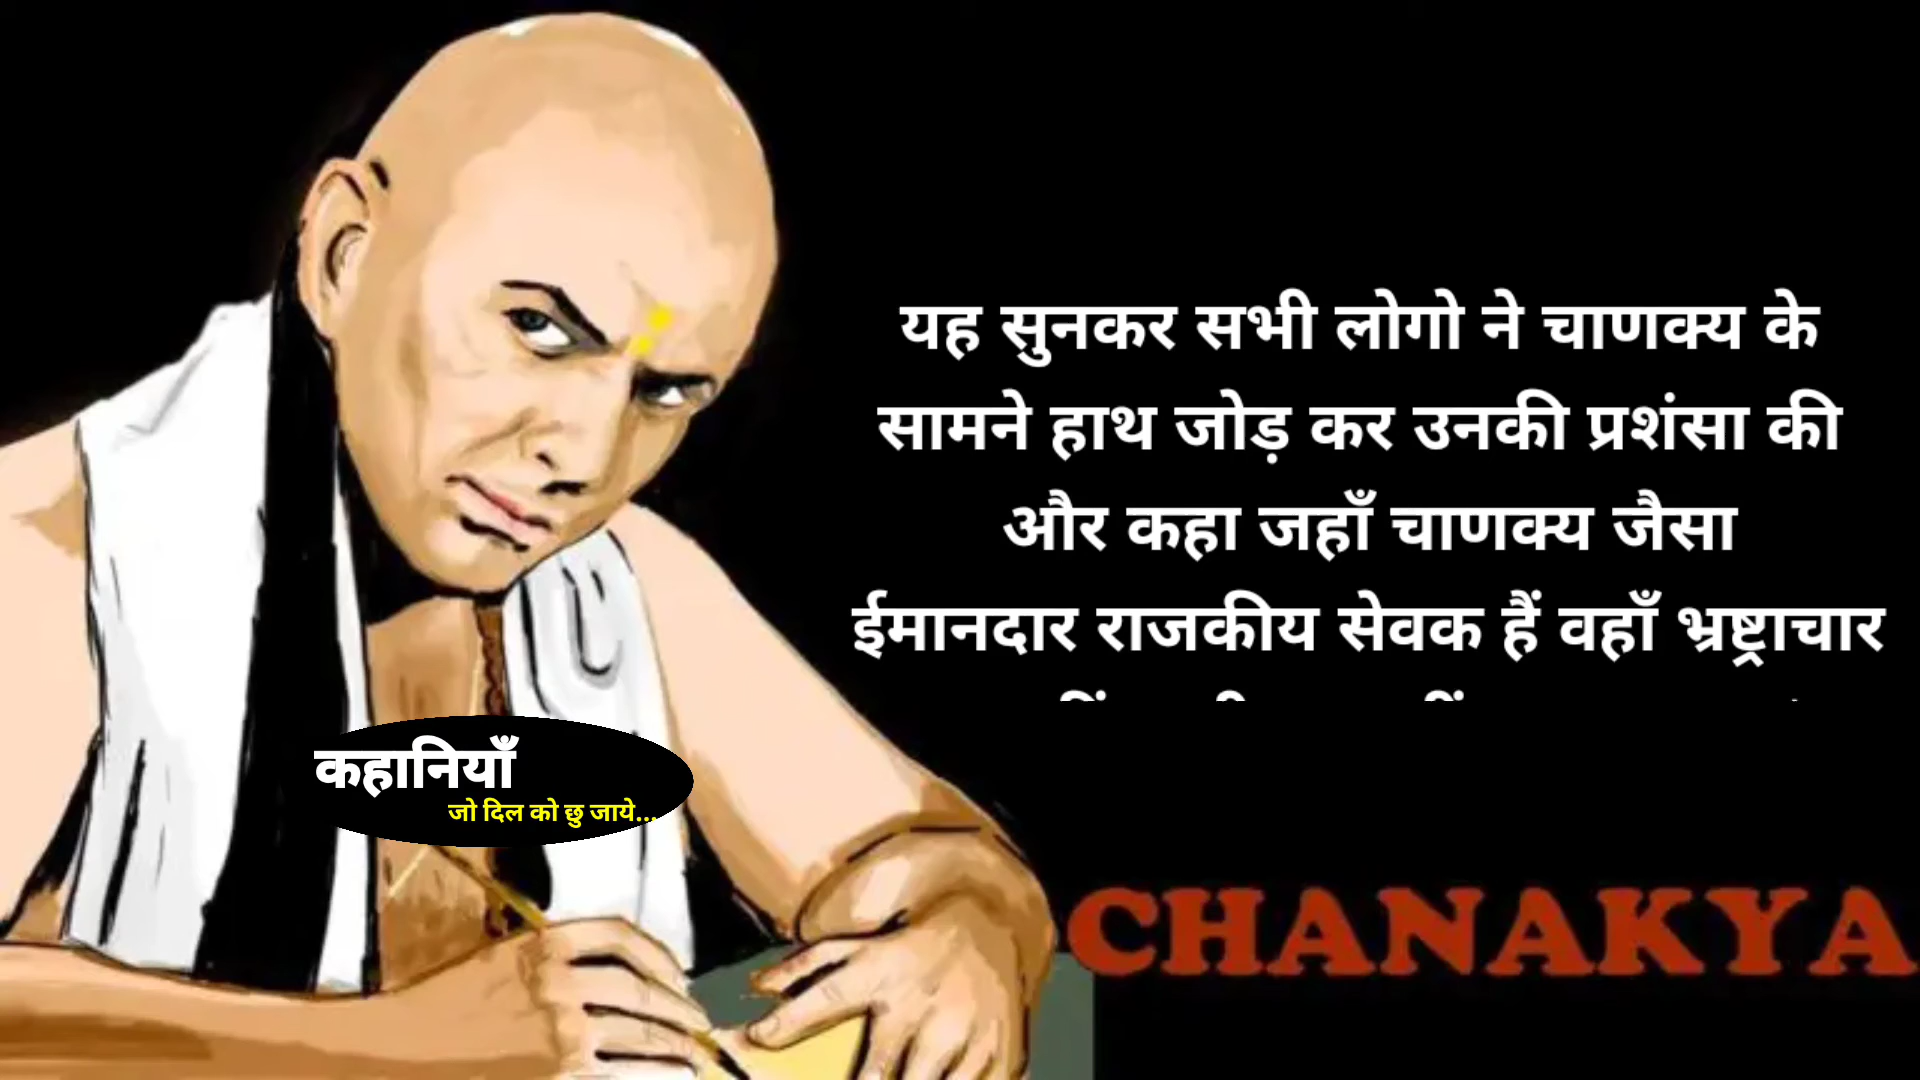 यह सुनकर सभी लोगो ने चाणक्य के
सामने हाथ जोड़ कर उनकी प्रशंसा की
और कहा जहाँ चाणक्य जैसा
ईमानदार राजकीय सेवक हैं वहाँ भ्रष्ट्राचार
कहानियाँ
जो दिल को छु जाये...
CHANAKYA